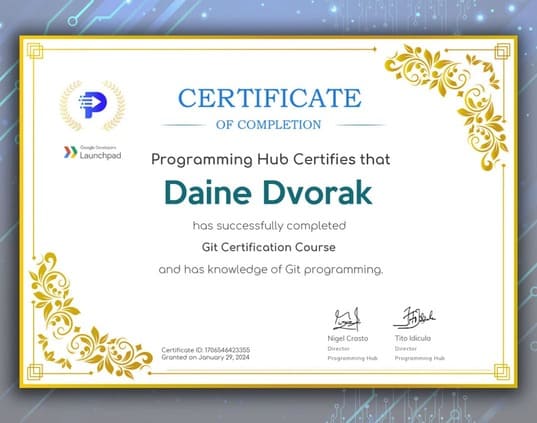 CERTIFICATE
OF COMPLETION
Google Developers
Launchpad
Programming Hub Certifies that
Daine Dvorak
has successfully completed
Git Certification Course
and has knowledge of Git programming.
Nigel Crasto
Director
Programming Hub
Tito Idicula
Director
Programming Hub
Certificate ID: 1706546423355
Granted on January 29, 2024